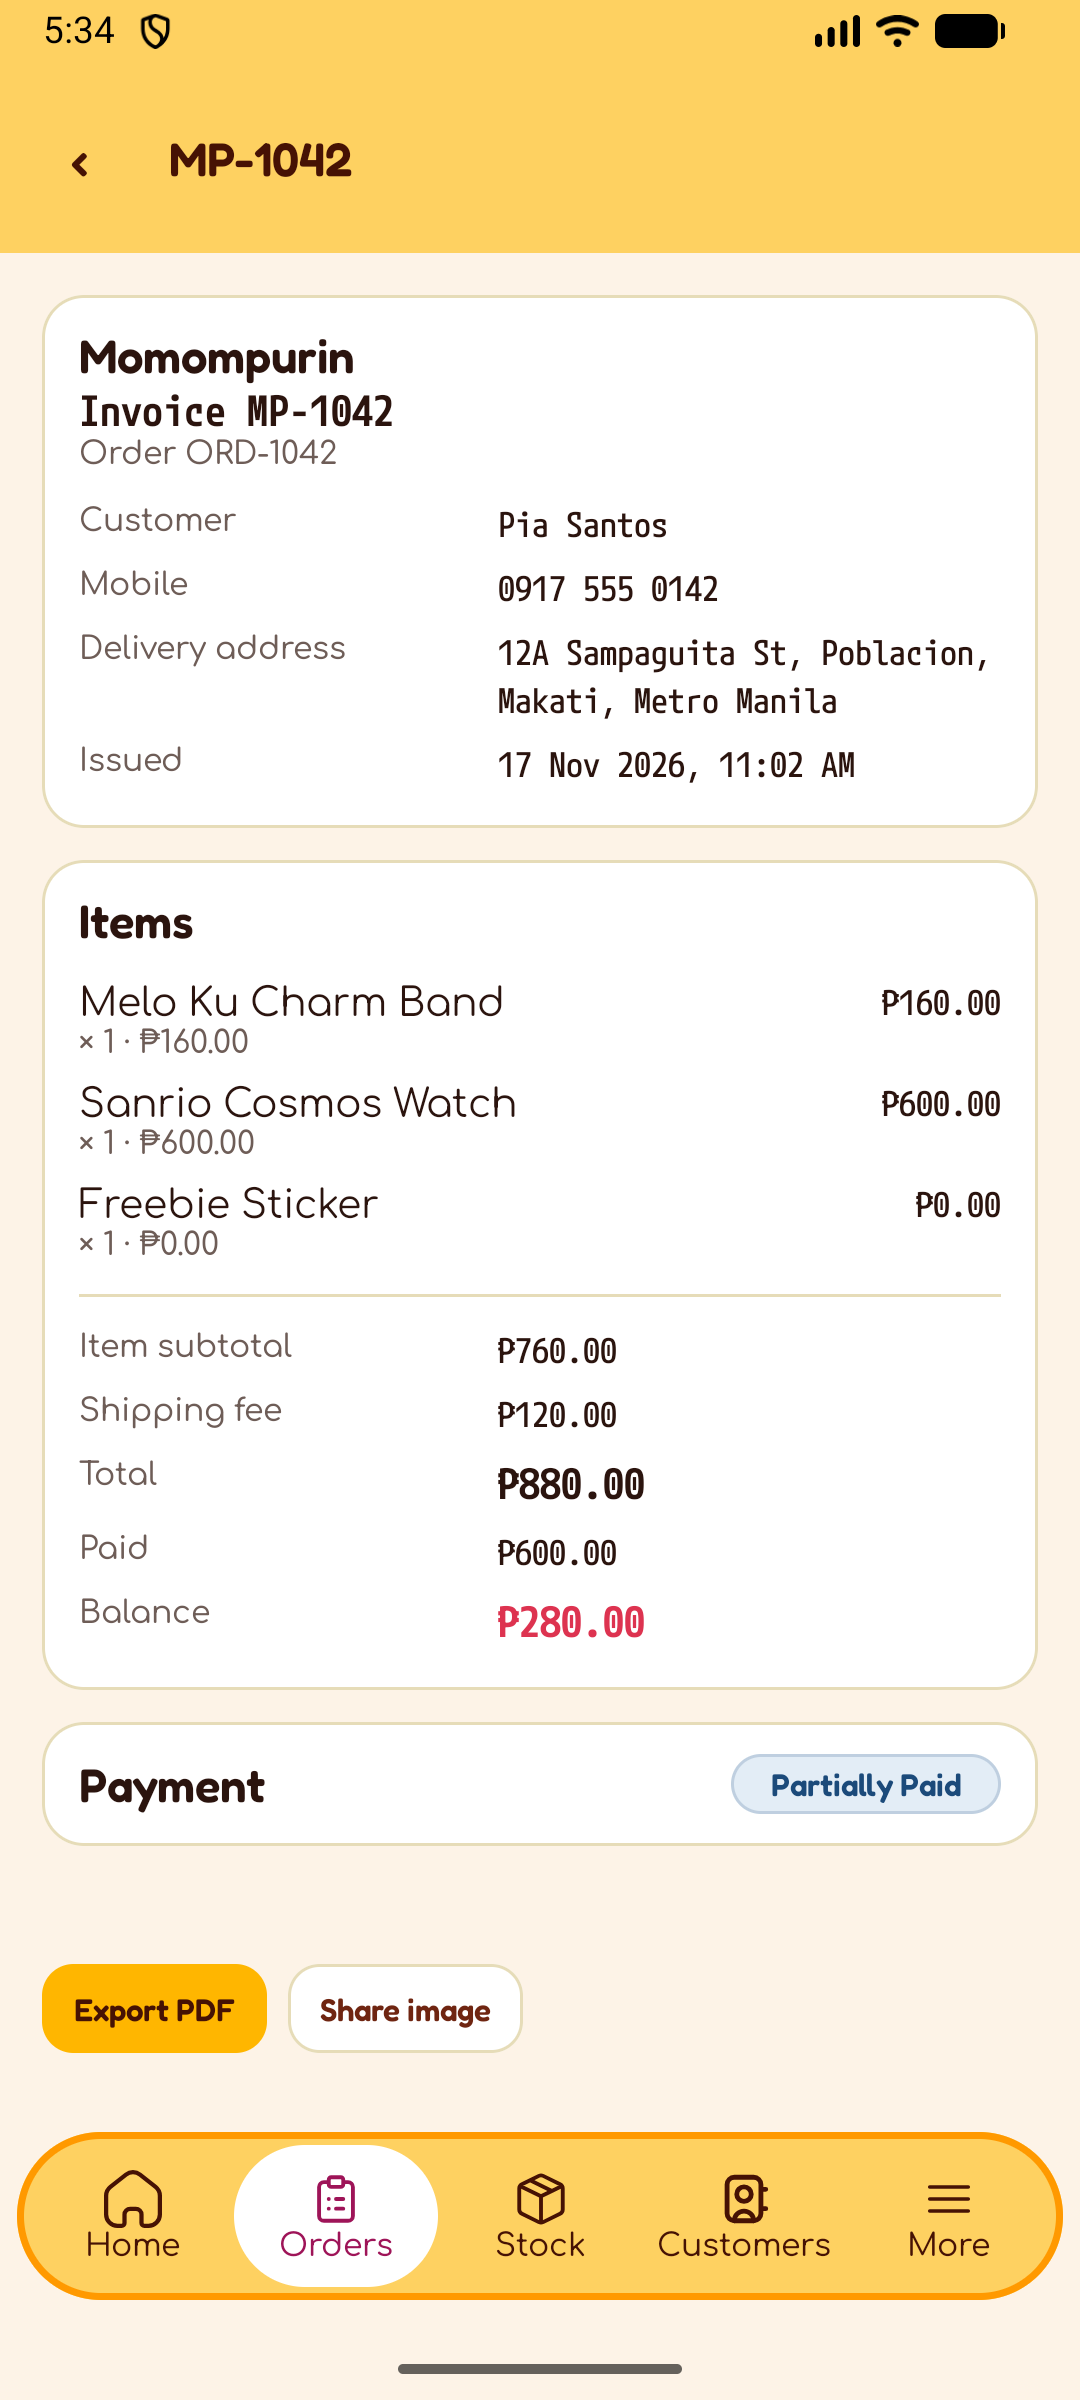 5:34
MP-1042
Momompurin
Invoice MP-1042
Order ORD-1042
Customer Pia Santos
Mobile 0917 555 0142
Delivery address 12A Sampaguita St, Poblacion,
Makati, Metro Manila
Issued 17 Nov 2026, 11:02 AM
Items
Melo Ku Charm Band ₱160.00
× 1 · ₱160.00
Sanrio Cosmos Watch ₱600.00
× 1 · ₱600.00
Freebie Sticker ₱0.00
× 1 · ₱0.00
Item subtotal ₱760.00
Shipping fee ₱120.00
Total ₱880.00
Paid ₱600.00
Balance ₱280.00
Payment Partially Paid
Export PDF Share image
Home Orders Stock Customers More